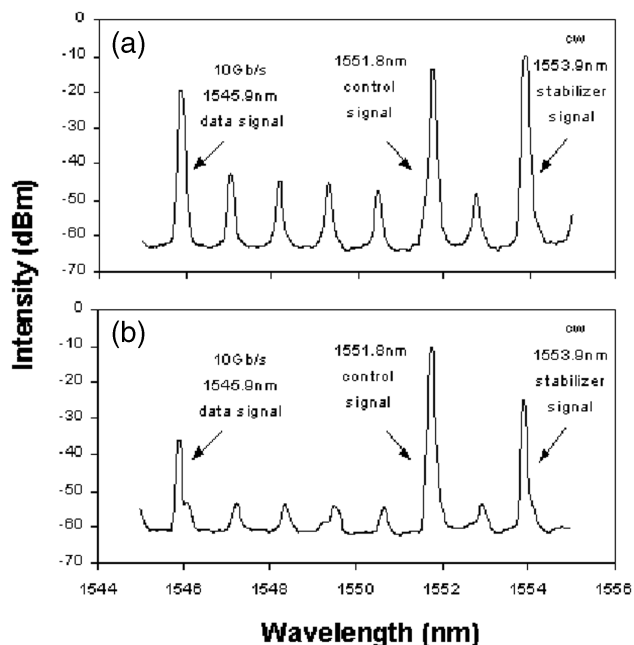 0
(a)
cw
1551.8nm
1553.9nm
10Gb/s
control
stabilizer
1545.9nm
signal
signal
data signal
-10
-20
-30
-40
-50
-60
-70
Intensity (dBm)
0
(b)
cw
1551.8nm
1553.9nm
10Gb/s
control
stabilizer
1545.9nm
signal
signal
data signal
-10
-20
-30
-40
-50
-60
-70
1544 1546 1548 1550 1552 1554 1556
Wavelength (nm)